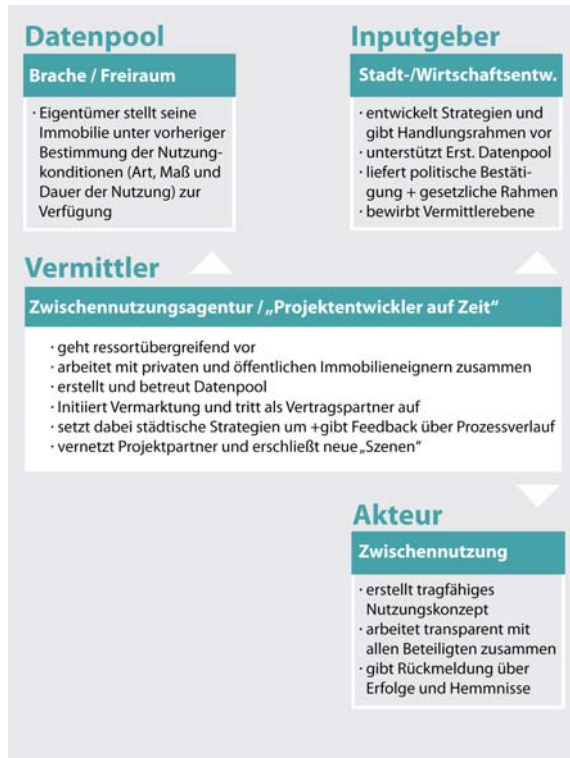 Datenpool
Brache / Freiraum
· Eigentümer stellt seine
Immobilie unter vorheriger
Bestimmung der Nutzung-
konditionen (Art, Maß und
Dauer der Nutzung) zur
Verfügung
Inputgeber
Stadt-/Wirtschaftsentw.
· entwickelt Strategien und
gibt Handlungsrahmen vor
· unterstützt Erst. Datenpool
· liefert politische Bestäti-
gung + gesetzliche Rahmen
· bewirbt Vermittlerebene
Vermittler
Zwischennutzungsagentur / „Projektentwickler auf Zeit“
· geht ressortübergreifend vor
· arbeitet mit privaten und öffentlichen Immobilieneignern zusammen
· erstellt und betreut Datenpool
· Initiiert Vermarktung und tritt als Vertragspartner auf
· setzt dabei städtische Strategien um +gibt Feedback über Prozessverlauf
· vernetzt Projektpartner und erschließt neue „Szenen“
Akteur
Zwischennutzung
· erstellt tragfähiges
Nutzungskonzept
· arbeitet transparent mit
allen Beteiligten zusammen
· gibt Rückmeldung über
Erfolge und Hemmnisse